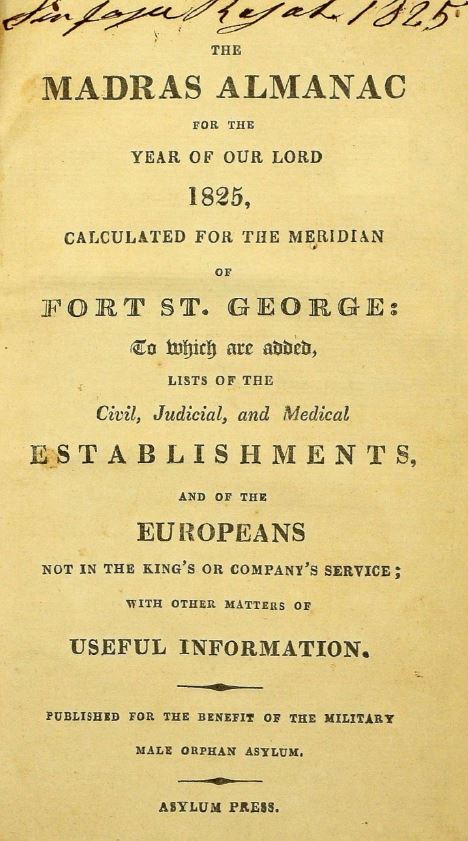 Rajah 1825
THE
MADRAS ALMANAC
FOR THE
YEAR OF OUR LORD
1825,
CALCULATED FOR THE MERIDIAN
OF
FORT ST. GEORGE:
To which are added,
LISTS OF THE
Civil, Judicial, and Medical
ESTABLISHMENTS,
AND OF THE
EUROPEANS
NOT IN THE KING'S OR COMPANY'S SERVICE;
WITH OTHER MATTERS OF
USEFUL INFORMATION.
PUBLISHED FOR THE BENEFIT OF THE MILITARY
MALE ORPHAN ASYLUM.
ASYLUM PRESS.